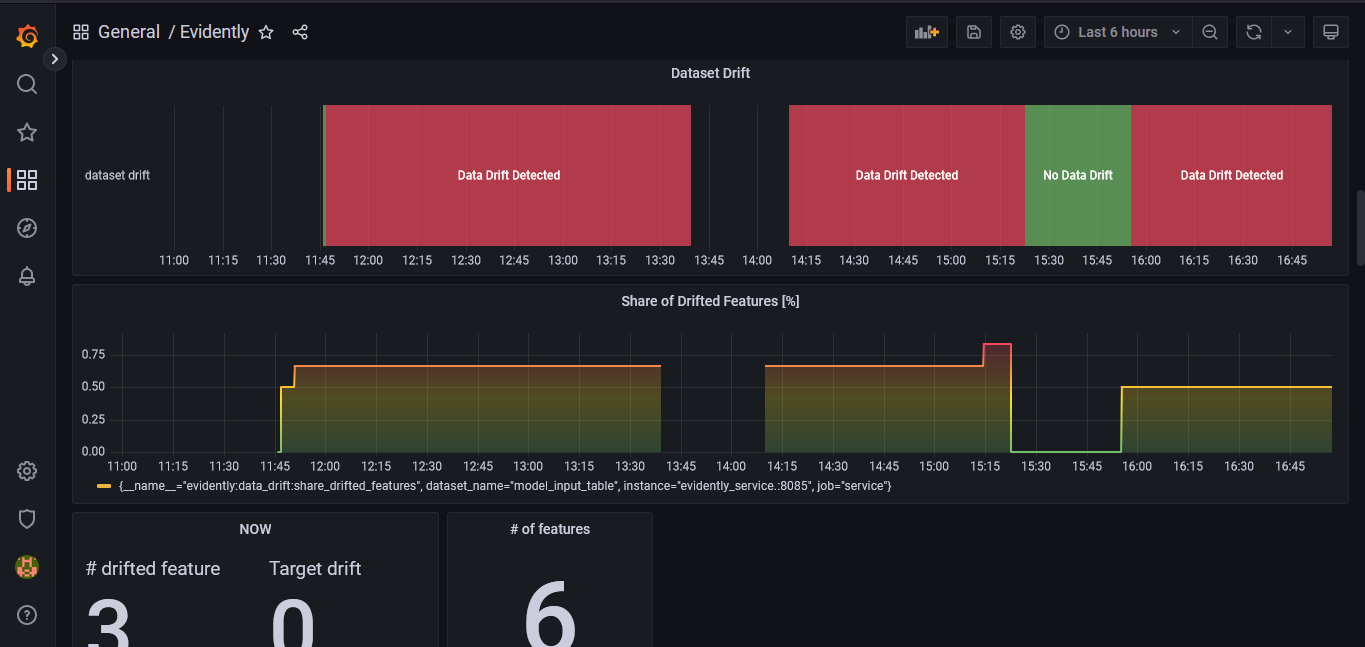 General / Evidently
Last 6 hours
Dataset Drift
dataset drift
Data Drift Detected
Data Drift Detected
No Data Drift
Data Drift Detected
11:00 11:15 11:30 11:45 12:00 12:15 12:30 12:45 13:00 13:15 13:30 13:45 14:00 14:15 14:30 14:45 15:00 15:15 15:30 15:45 16:00 16:15 16:30 16:45
Share of Drifted Features [%]
0.75
0.50
0.25
0.00
11:00 11:15 11:30 11:45 12:00 12:15 12:30 12:45 13:00 13:15 13:30 13:45 14:00 14:15 14:30 14:45 15:00 15:15 15:30 15:45 16:00 16:15 16:30 16:45
{__name__="evidently:data_drift:share_drifted_features", dataset_name="model_input_table", instance="evidently_service.:8085", job="service"}
NOW
# of features
# drifted feature
Target drift
3
0
6